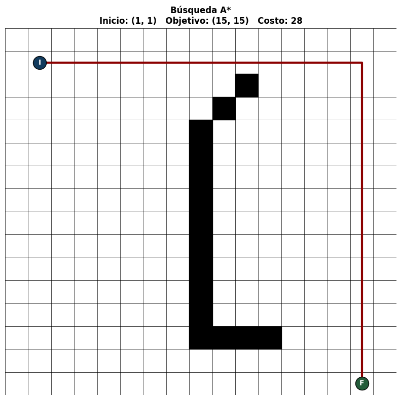 Búsqueda A*
Inicio: (1, 1)   Objetivo: (15, 15)   Costo: 28
I
F